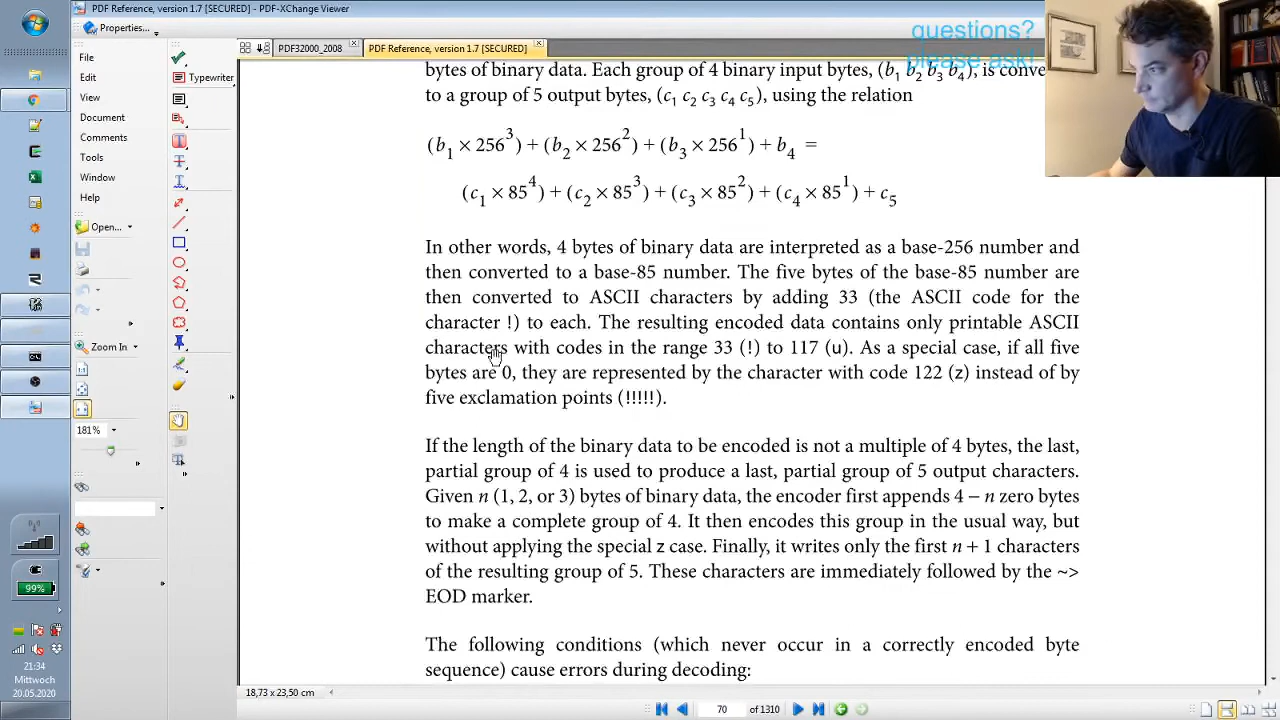 PDF Reference, version 1.7 [SECURED] - PDF-XChange Viewer
Properties...
questions?
please ask!
PDF32000_2008
PDF Reference, version 1.7 [SECURED]
File
Edit
View
Document
Comments
Tools
Window
Help
Open...
Zoom In
181%
Typewriter
bytes of binary data. Each group of 4 binary input bytes, (b1 b2 b3 b4), is conve
to a group of 5 output bytes, (c1 c2 c3 c4 c5), using the relation
(b1 × 256^3) + (b2 × 256^2) + (b3 × 256^1) + b4 =
(c1 × 85^4) + (c2 × 85^3) + (c3 × 85^2) + (c4 × 85^1) + c5
In other words, 4 bytes of binary data are interpreted as a base-256 number and
then converted to a base-85 number. The five bytes of the base-85 number are
then converted to ASCII characters by adding 33 (the ASCII code for the
character !) to each. The resulting encoded data contains only printable ASCII
characters with codes in the range 33 (!) to 117 (u). As a special case, if all five
bytes are 0, they are represented by the character with code 122 (z) instead of by
five exclamation points (!!!!!).
If the length of the binary data to be encoded is not a multiple of 4 bytes, the last,
partial group of 4 is used to produce a last, partial group of 5 output characters.
Given n (1, 2, or 3) bytes of binary data, the encoder first appends 4 − n zero bytes
to make a complete group of 4. It then encodes this group in the usual way, but
without applying the special z case. Finally, it writes only the first n + 1 characters
of the resulting group of 5. These characters are immediately followed by the ~>
EOD marker.
The following conditions (which never occur in a correctly encoded byte
sequence) cause errors during decoding:
18,73 x 23,50 cm
70 of 1310
99%
21:34
Mittwoch
20.05.2020